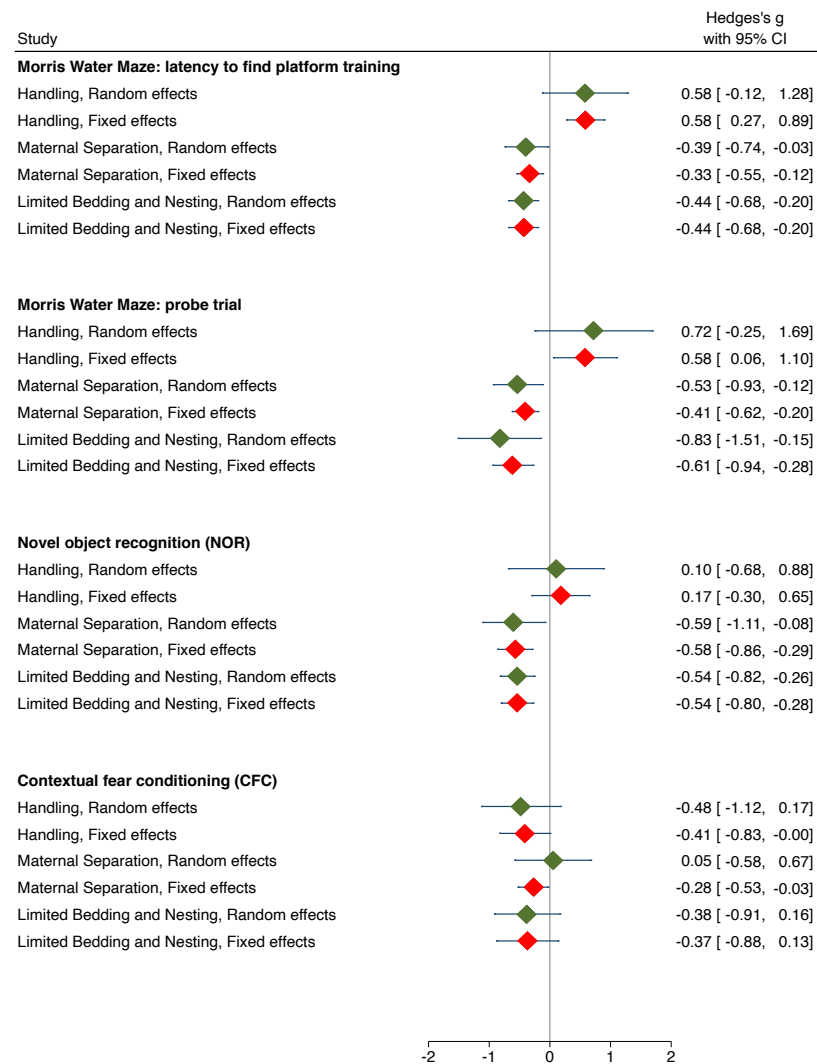 Hedges's g
Study with 95% CI
Morris Water Maze: latency to find platform training
Handling, Random effects 0.58 [ -0.12, 1.28]
Handling, Fixed effects 0.58 [ 0.27, 0.89]
Maternal Separation, Random effects -0.39 [ -0.74, -0.03]
Maternal Separation, Fixed effects -0.33 [ -0.55, -0.12]
Limited Bedding and Nesting, Random effects -0.44 [ -0.68, -0.20]
Limited Bedding and Nesting, Fixed effects -0.44 [ -0.68, -0.20]
Morris Water Maze: probe trial
Handling, Random effects 0.72 [ -0.25, 1.69]
Handling, Fixed effects 0.58 [ 0.06, 1.10]
Maternal Separation, Random effects -0.53 [ -0.93, -0.12]
Maternal Separation, Fixed effects -0.41 [ -0.62, -0.20]
Limited Bedding and Nesting, Random effects -0.83 [ -1.51, -0.15]
Limited Bedding and Nesting, Fixed effects -0.61 [ -0.94, -0.28]
Novel object recognition (NOR)
Handling, Random effects 0.10 [ -0.68, 0.88]
Handling, Fixed effects 0.17 [ -0.30, 0.65]
Maternal Separation, Random effects -0.59 [ -1.11, -0.08]
Maternal Separation, Fixed effects -0.58 [ -0.86, -0.29]
Limited Bedding and Nesting, Random effects -0.54 [ -0.82, -0.26]
Limited Bedding and Nesting, Fixed effects -0.54 [ -0.80, -0.28]
Contextual fear conditioning (CFC)
Handling, Random effects -0.48 [ -1.12, 0.17]
Handling, Fixed effects -0.41 [ -0.83, -0.00]
Maternal Separation, Random effects 0.05 [ -0.58, 0.67]
Maternal Separation, Fixed effects -0.28 [ -0.53, -0.03]
Limited Bedding and Nesting, Random effects -0.38 [ -0.91, 0.16]
Limited Bedding and Nesting, Fixed effects -0.37 [ -0.88, 0.13]
-2 -1 0 1 2